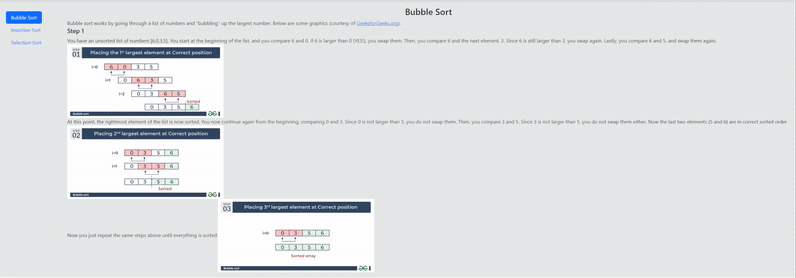 Bubble Sort
Bubble Sort
Insertion Sort
Selection Sort
Bubble sort works by going through a list of numbers and "bubbling" up the largest number. Below are some graphics (courtesy of GeeksforGeeks.org).
Step 1
You have an unsorted list of numbers [6,0,3,5]. You start at the beginning of the list, and you compare 6 and 0. If 6 is larger than 0 (YES!), you swap them. Then, you compare 6 and the next element, 3. Since 6 is still larger than 3, you swap again. Lastly, you compare 6 and 5, and swap them again.
STEP
01
Placing the 1st largest element at Correct position
i=0 6 0 3 5
i=1 0 6 3 5
i=2 0 3 6 5
Sorted
0 3 5 6
Bubble sort
At this point, the rightmost element of the list is now sorted. You now continue again from the beginning, comparing 0 and 3. Since 0 is not larger than 3, you do not swap them. Then, you compare 3 and 5. Since 3 is not larger than 5, you do not swap them either. Now the last two elements (5 and 6) are in correct sorted order
STEP
02
Placing 2nd largest element at Correct position
i=0 0 3 5 6
i=1 0 3 5 6
0 3 5 6
Sorted
Bubble sort
STEP
03
Placing 3rd largest element at Correct position
i=0 0 3 5 6
0 3 5 6
Sorted array
Bubble sort
Now you just repeat the same steps above until everything is sorted.